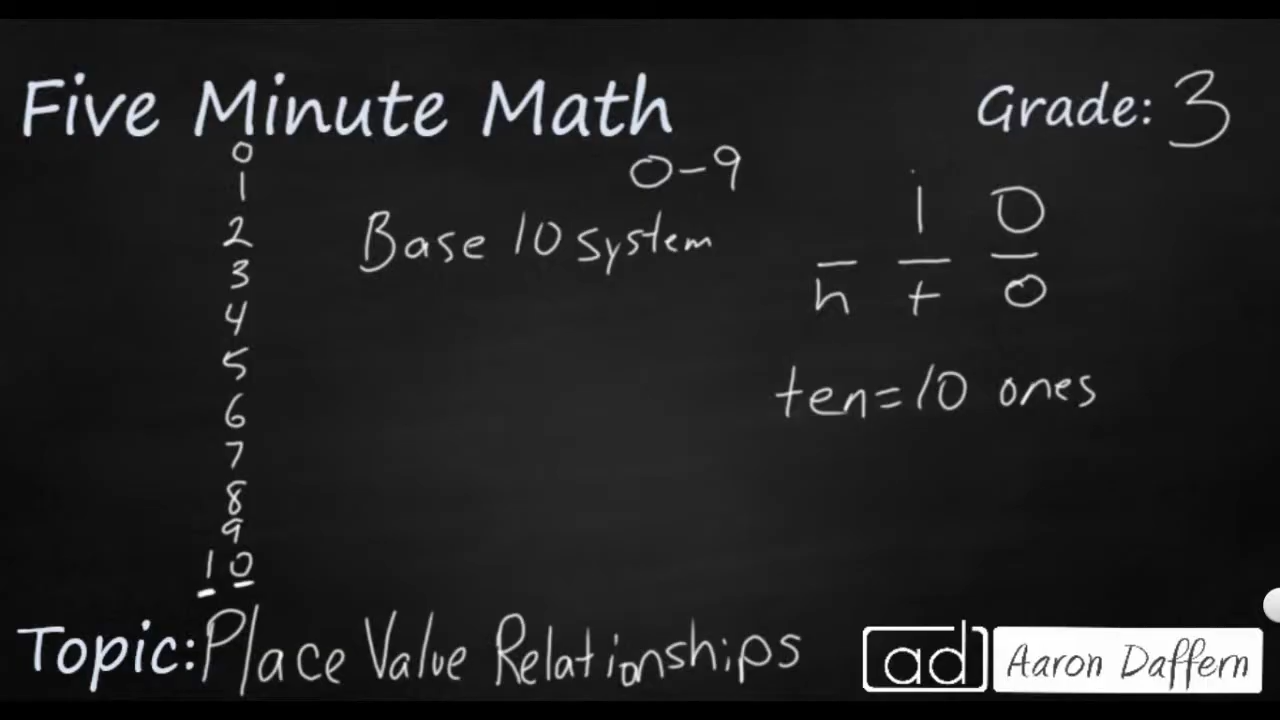 Five Minute Math
Grade: 3
0
1
2
3
4
5
6
7
8
9
10
0-9
Base 10 system
1 0
h t o
ten=10 ones
Topic: Place Value Relationships
ad Aaron Daffern